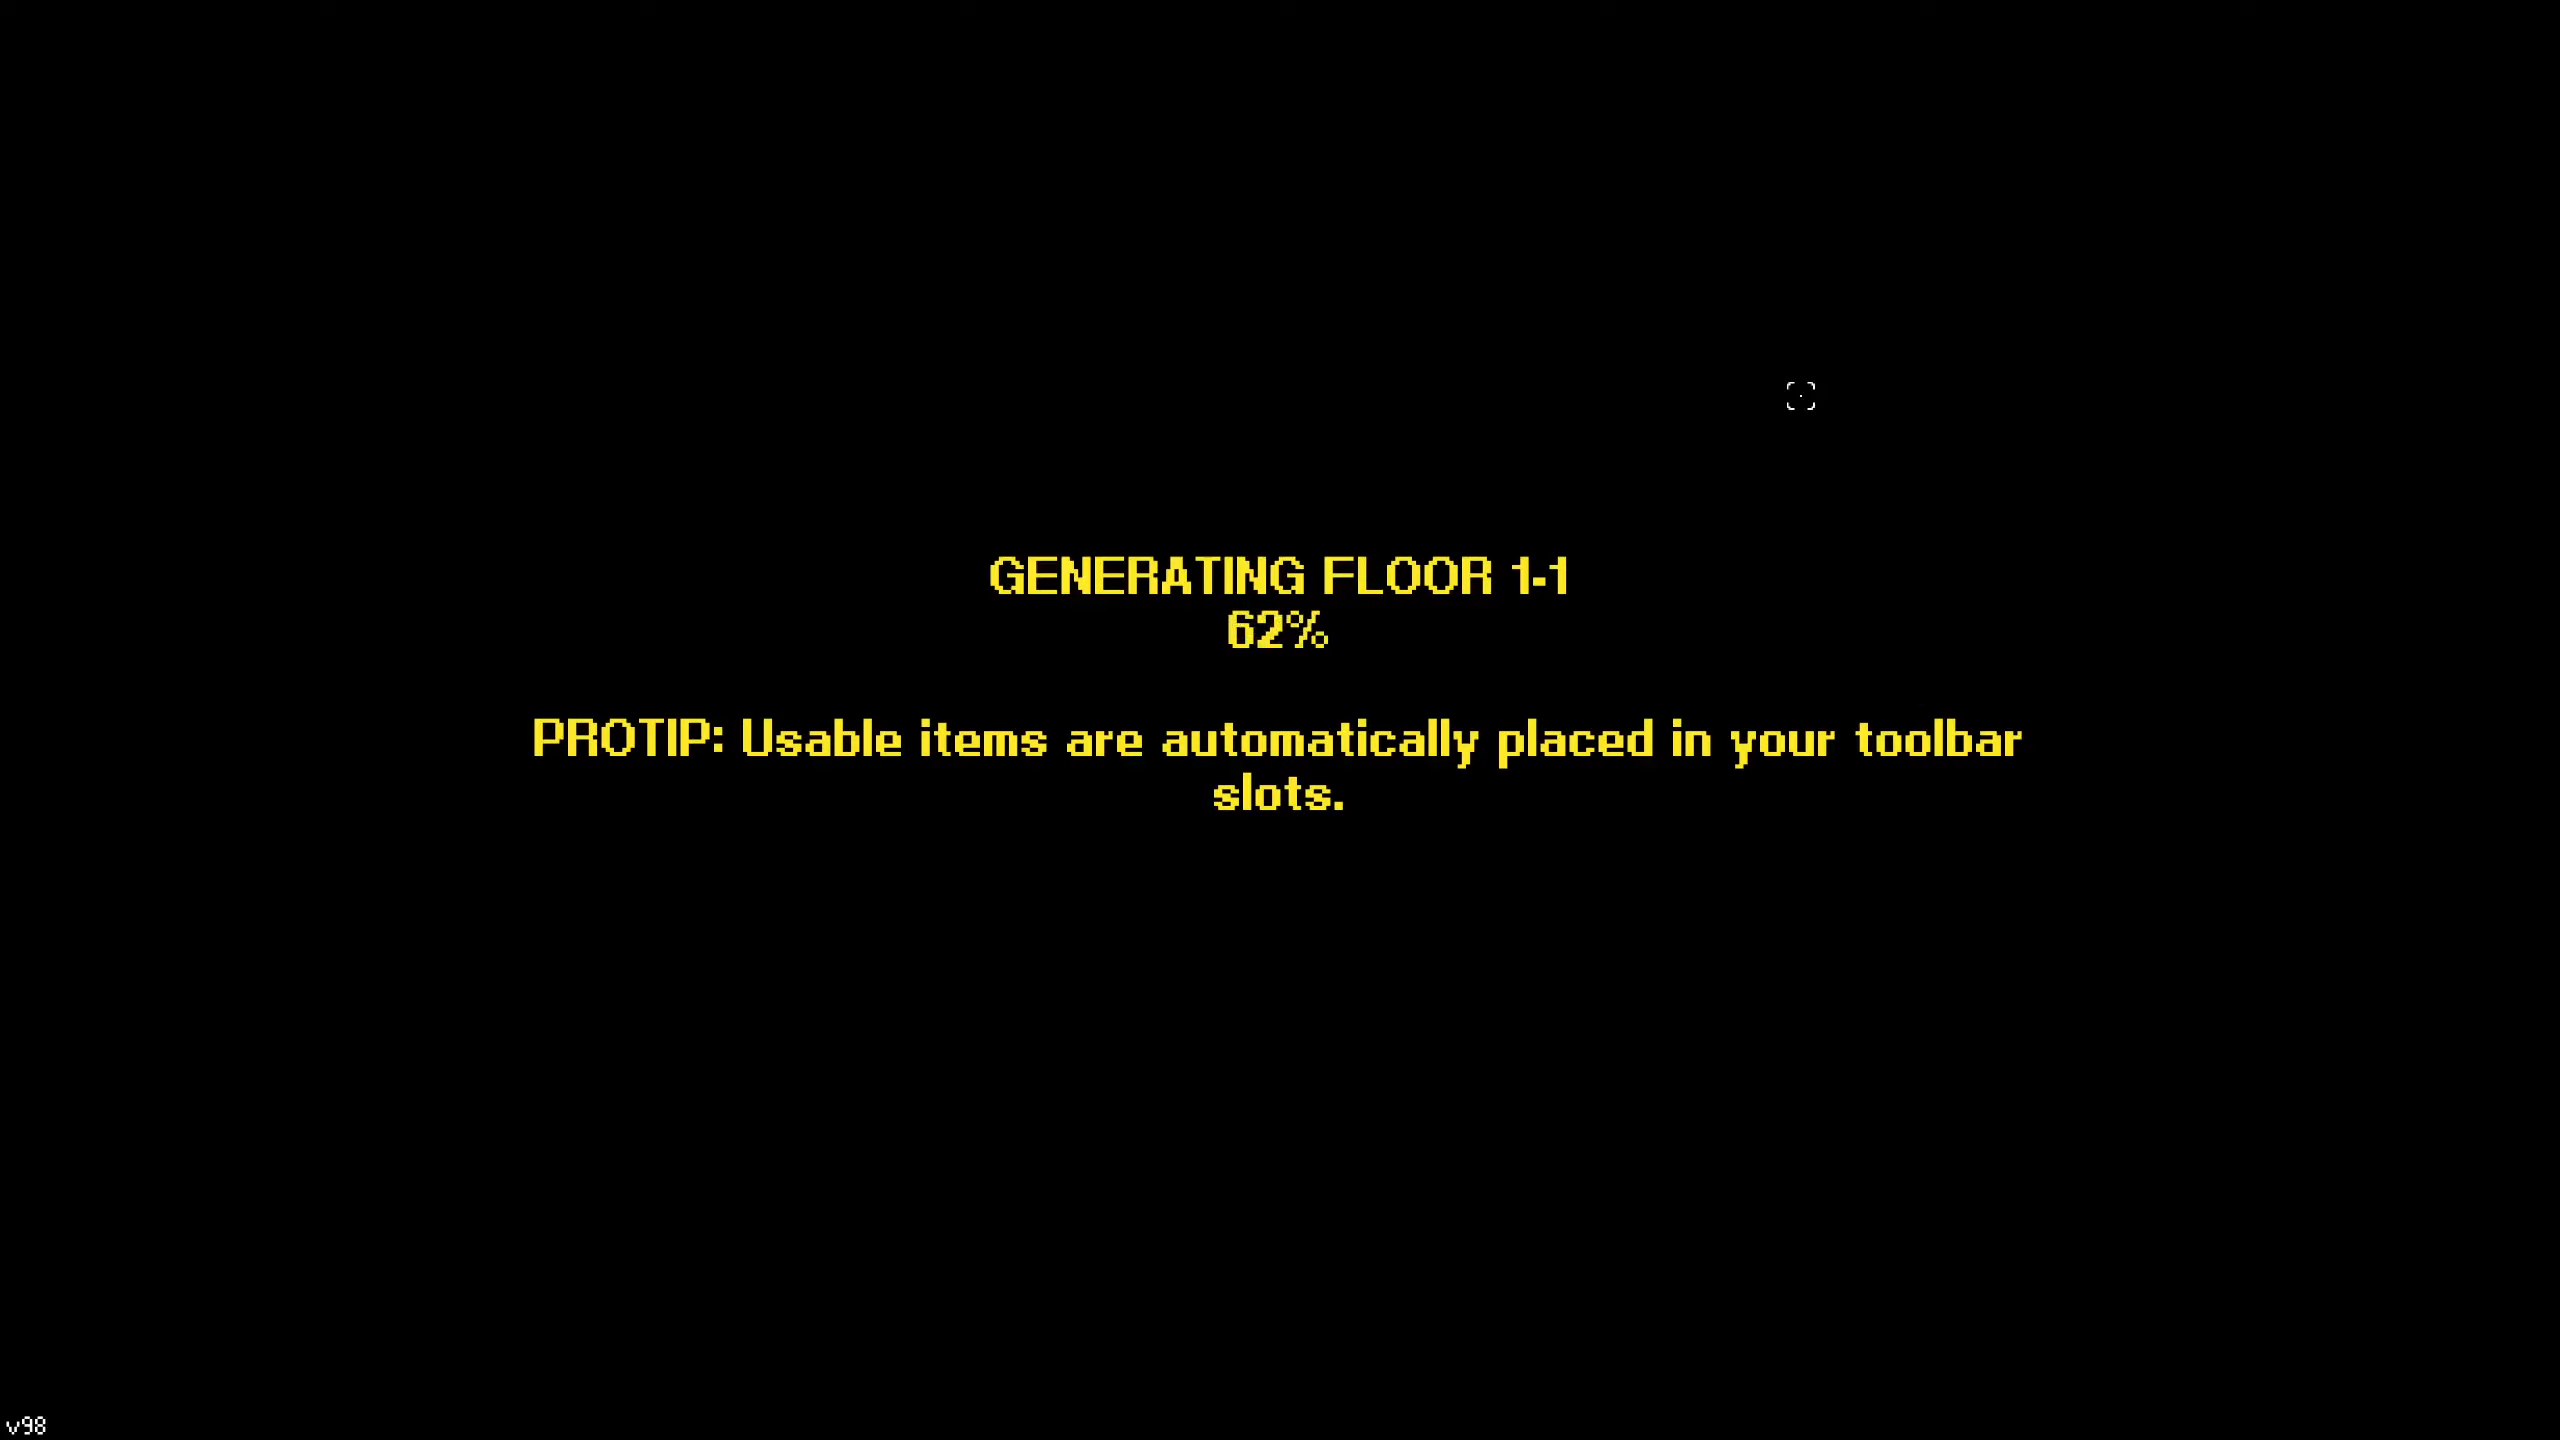 GENERATING FLOOR 1-1
62%
PROTIP: Usable items are automatically placed in your toolbar
slots.
v98